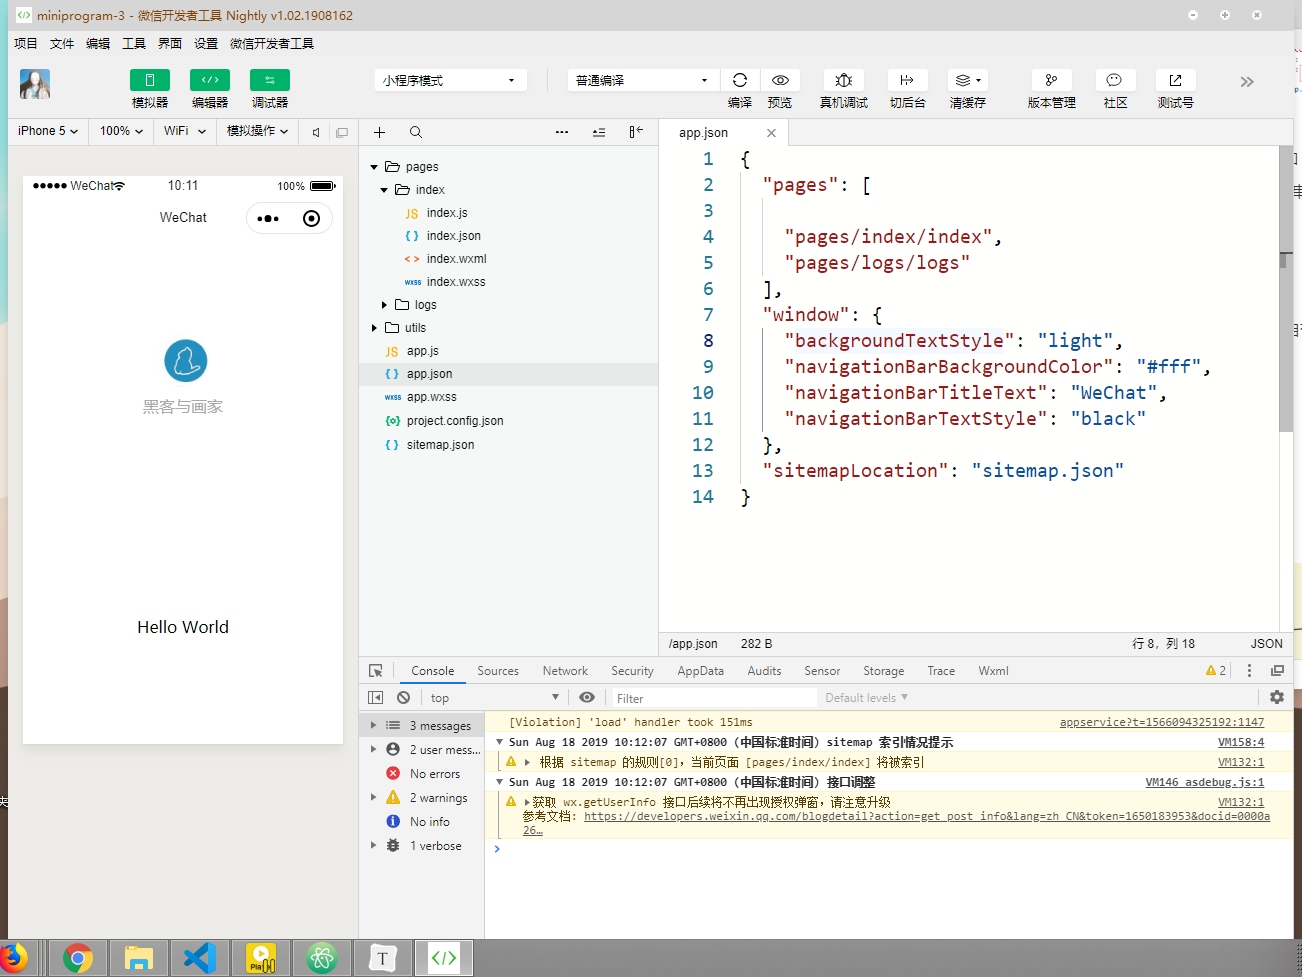 miniprogram-3 - 微信开发者工具 Nightly v1.02.1908162
项目 文件 编辑 工具 界面 设置 微信开发者工具
小程序模式 普通编译
模拟器 编辑器 调试器 编译 预览 真机调试 切后台 清缓存 版本管理 社区 测试号
iPhone 5 100% WiFi 模拟操作
WeChat 10:11 100%
WeChat
黑客与画家
Hello World
pages
index
JS index.js
{ } index.json
< > index.wxml
wxss index.wxss
logs
utils
JS app.js
{ } app.json
wxss app.wxss
{o} project.config.json
{ } sitemap.json
app.json
1 {
2 "pages": [
3
4 "pages/index/index",
5 "pages/logs/logs"
6 ],
7 "window": {
8 "backgroundTextStyle": "light",
9 "navigationBarBackgroundColor": "#fff",
10 "navigationBarTitleText": "WeChat",
11 "navigationBarTextStyle": "black"
12 },
13 "sitemapLocation": "sitemap.json"
14 }
/app.json 282 B 行 8，列 18 JSON
Console Sources Network Security AppData Audits Sensor Storage Trace Wxml 2
top Filter Default levels
3 messages
2 user mess...
No errors
2 warnings
No info
1 verbose
[Violation] 'load' handler took 151ms appservice?t=1566094325192:1147
Sun Aug 18 2019 10:12:07 GMT+0800 (中国标准时间) sitemap 索引情况提示 VM158:4
根据 sitemap 的规则[0]，当前页面 [pages/index/index] 将被索引 VM132:1
Sun Aug 18 2019 10:12:07 GMT+0800 (中国标准时间) 接口调整 VM146 asdebug.js:1
获取 wx.getUserInfo 接口后续将不再出现授权弹窗，请注意升级 VM132:1
参考文档: https://developers.weixin.qq.com/blogdetail?action=get_post_info&lang=zh_CN&token=1650183953&docid=0000a
26…